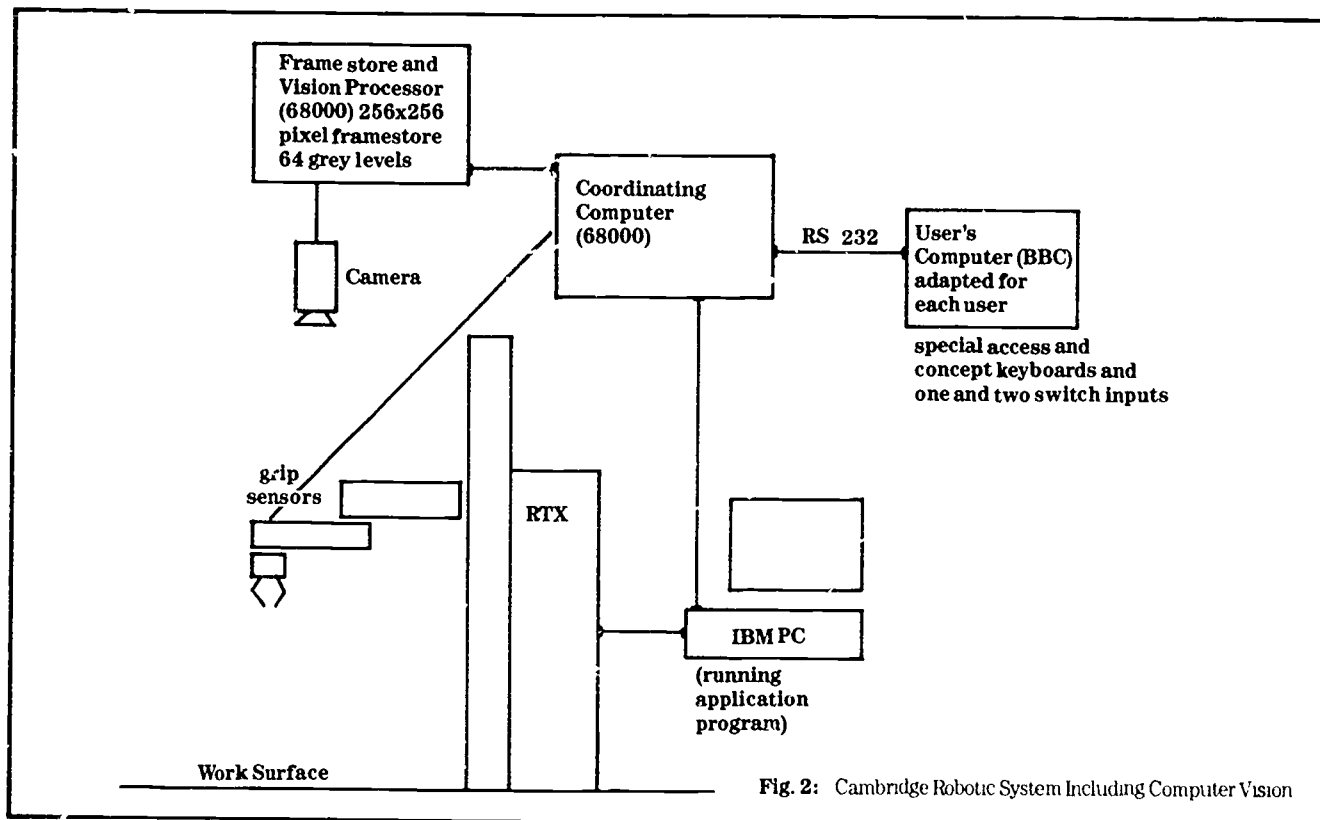 Frame store and
Vision Processor
(68000) 256x256
pixel framestore
64 grey levels
Coordinating
Computer
(68000)
RS 232
User's
Computer (BBC)
adapted for
each user
special access and
concept keyboards and
one and two switch inputs
Camera
grip
sensors
RTX
IBM PC
(running
application
program)
Work Surface
Fig. 2: Cambridge Robotic System Including Computer Vision